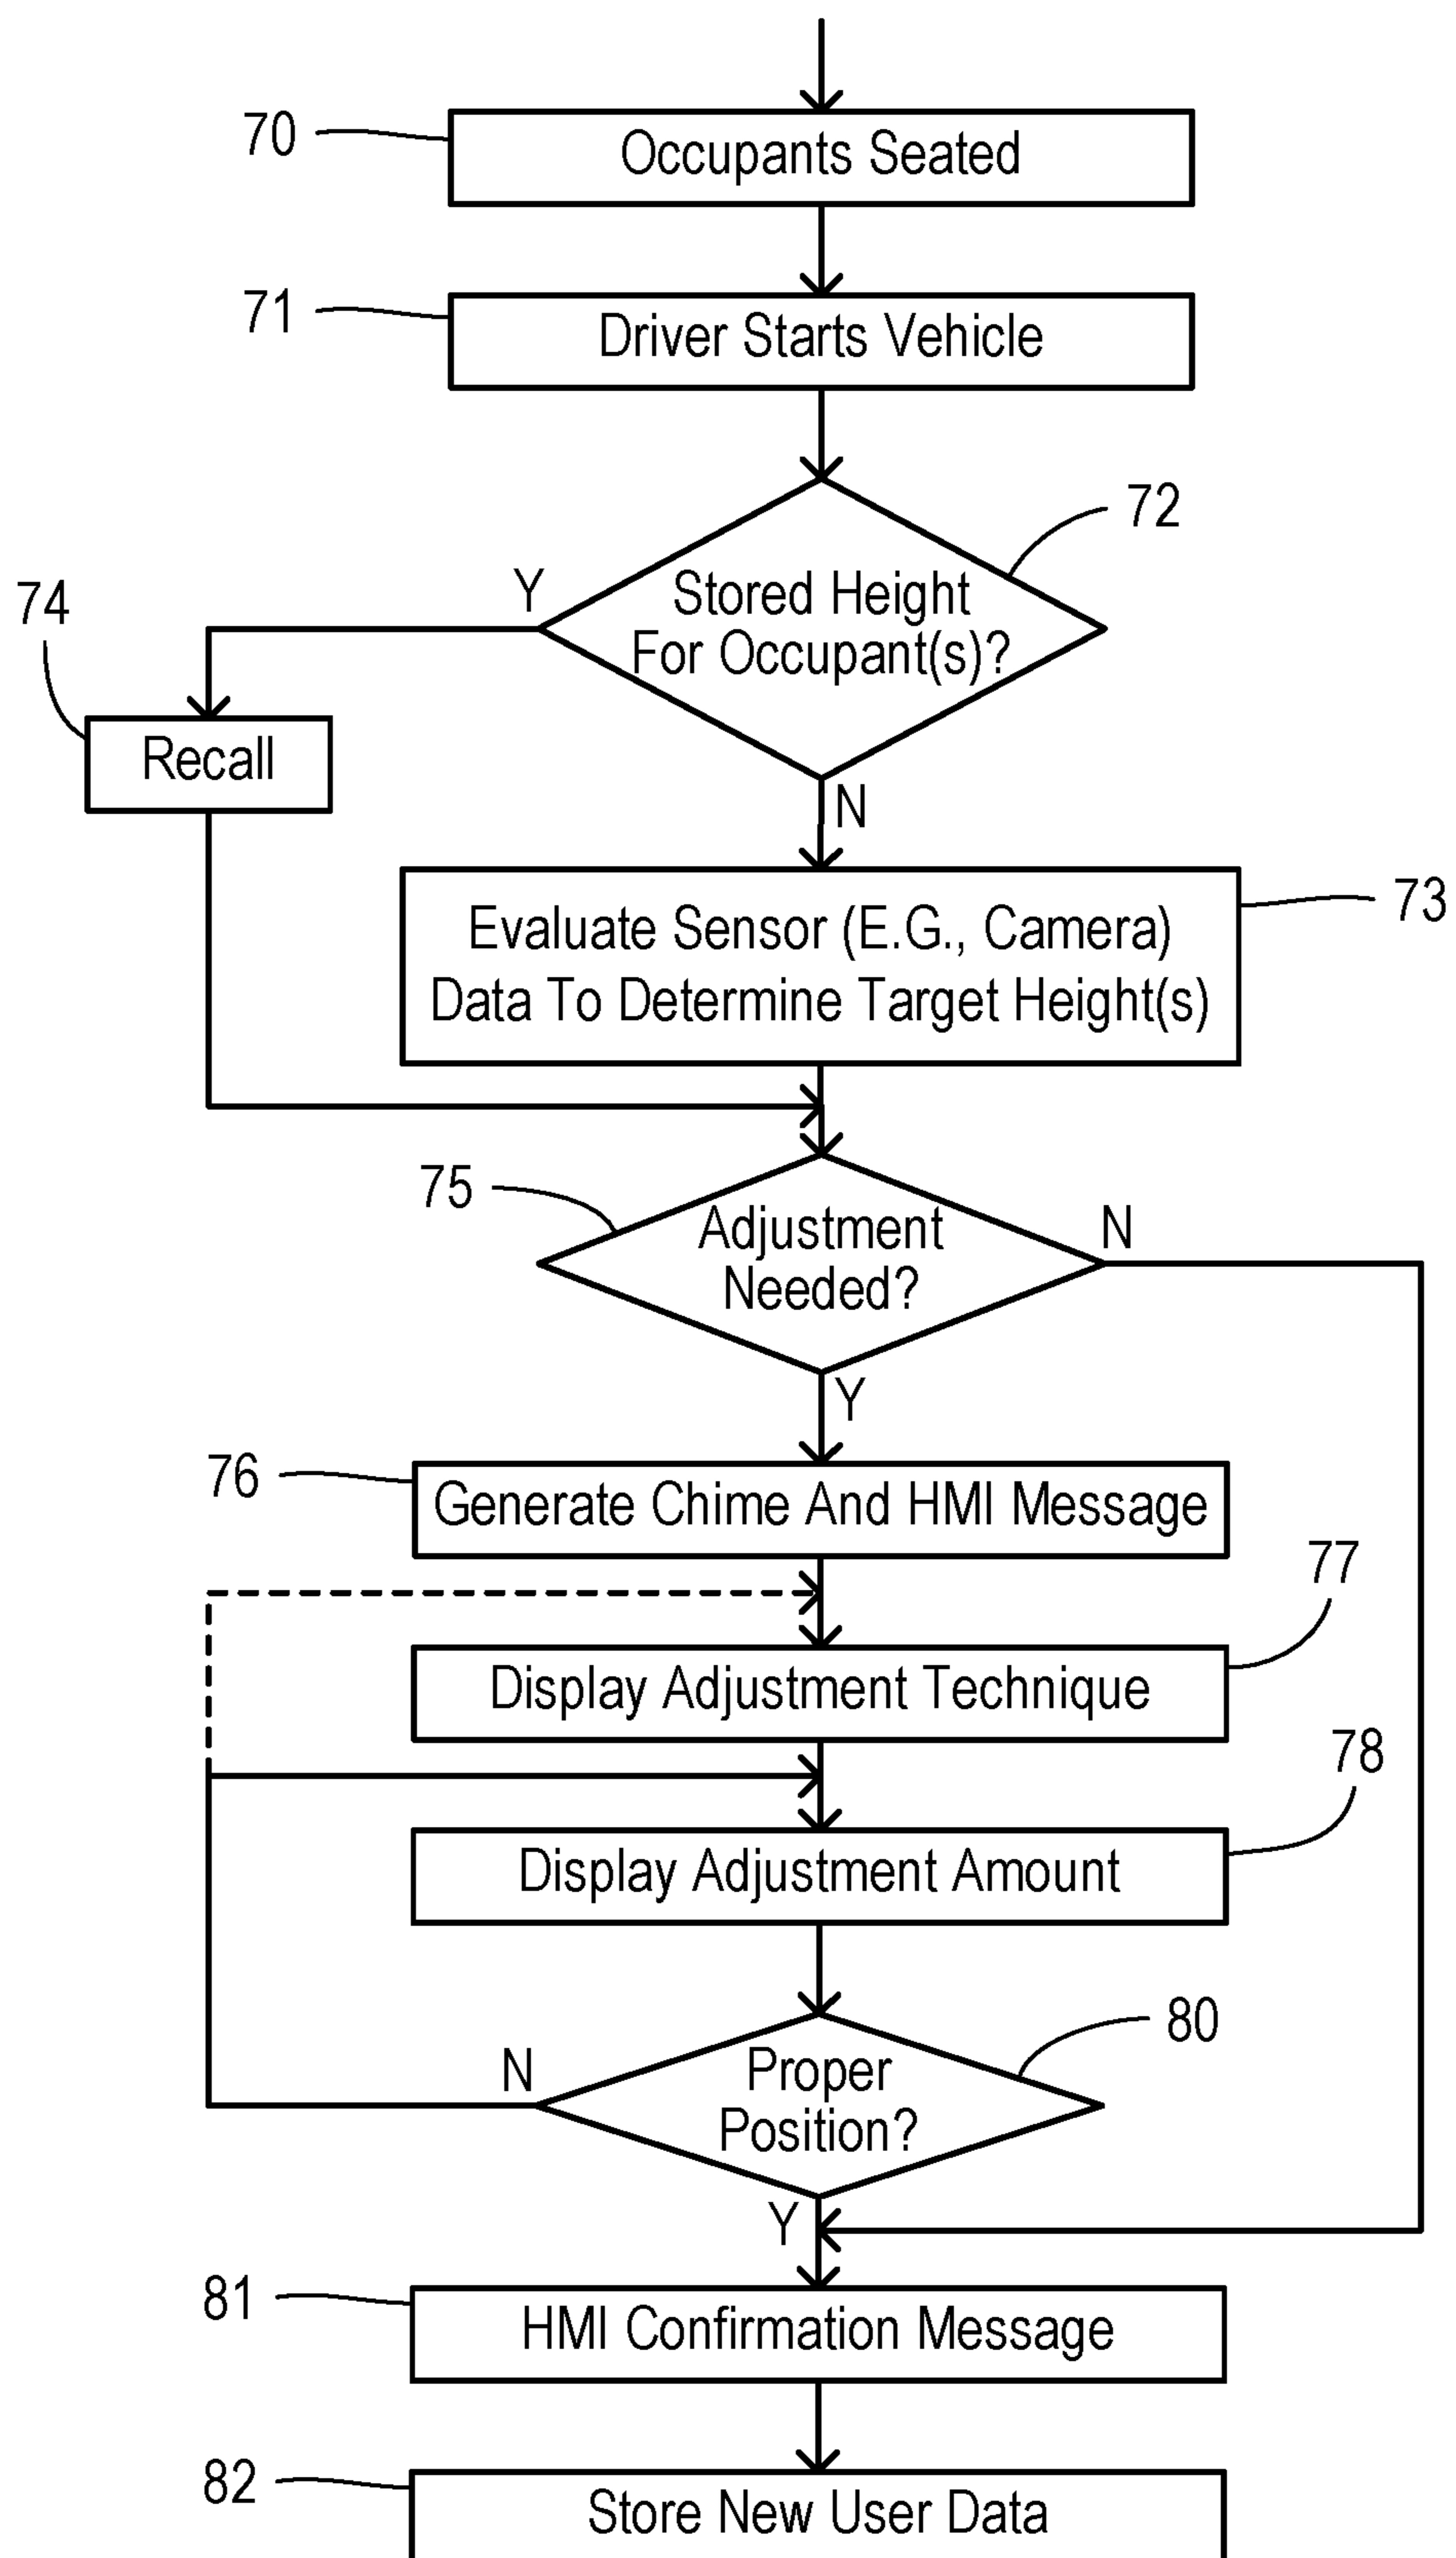 70
Occupants Seated
71
Driver Starts Vehicle
72
Y
Stored Height
For Occupant(s)?
74
Recall
N
73
Evaluate Sensor (E.G., Camera)
Data To Determine Target Height(s)
75
Adjustment
Needed?
N
Y
76
Generate Chime And HMI Message
77
Display Adjustment Technique
78
Display Adjustment Amount
80
N
Proper
Position?
Y
81
HMI Confirmation Message
82
Store New User Data